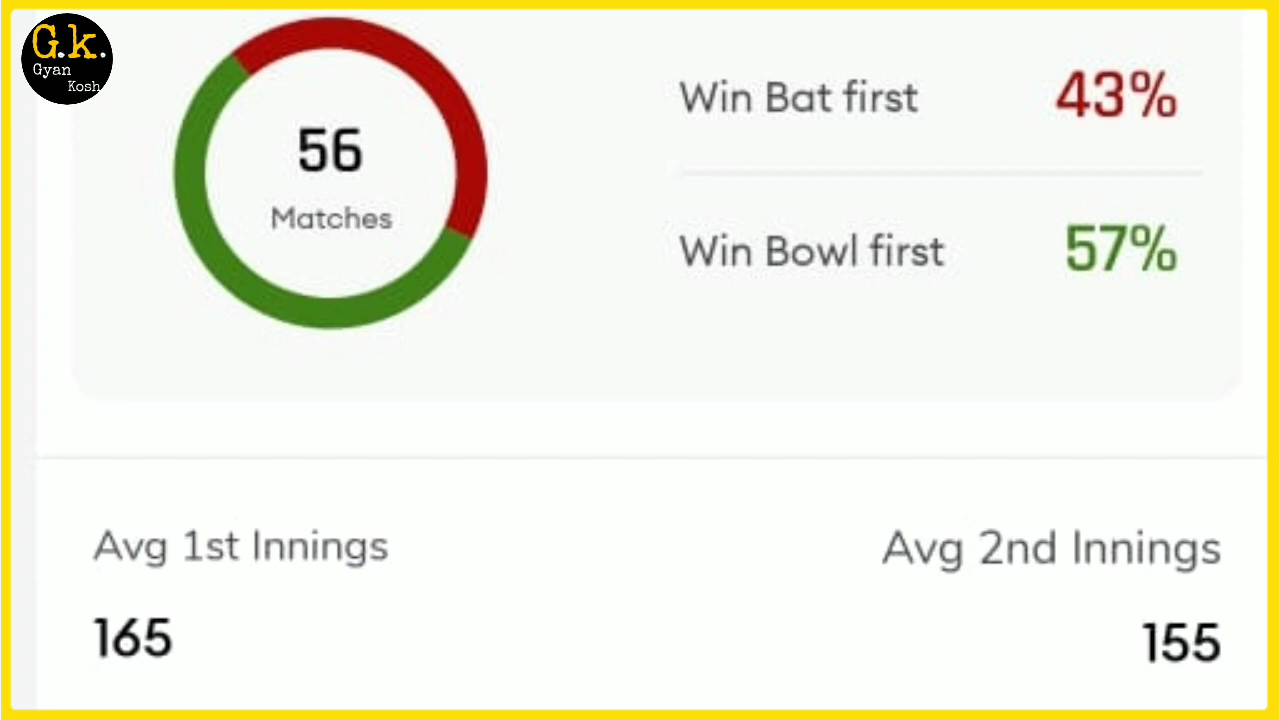 G.k.
Gyan
Kosh
56
Matches
Win Bat first 43%
Win Bowl first 57%
Avg 1st Innings
165
Avg 2nd Innings
155